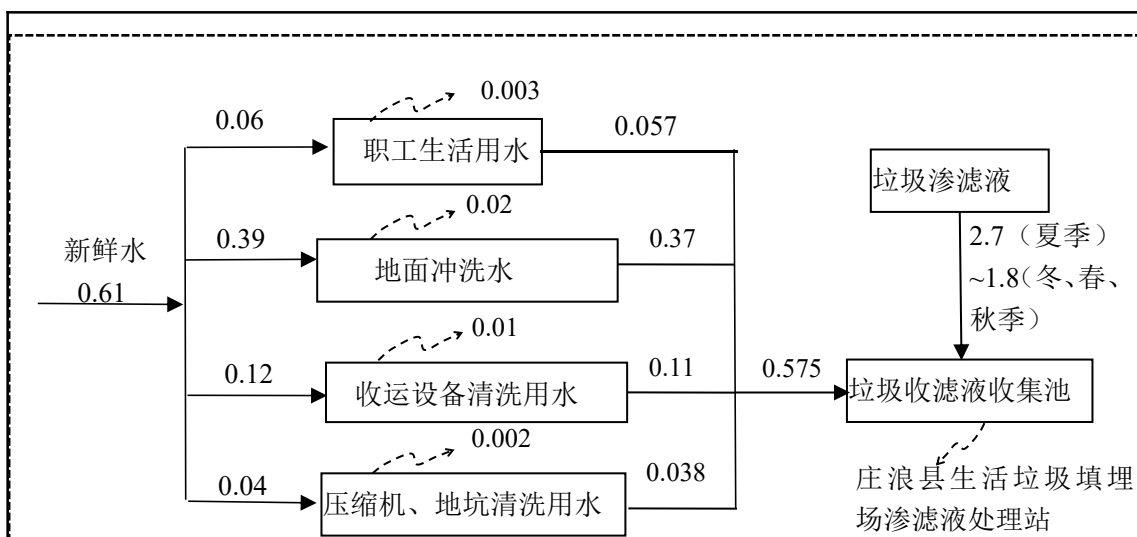 0.003
0.06
职工生活用水
0.057
垃圾渗滤液
0.02
新鲜水
0.39
地面冲洗水
0.37
2.7（夏季）
~1.8（冬、春、
秋季）
0.61
0.01
0.12
收运设备清洗用水
0.11
0.575
垃圾收滤液收集池
0.002
0.04
压缩机、地坑清洗用水
0.038
庄浪县生活垃圾填埋
场渗滤液处理站